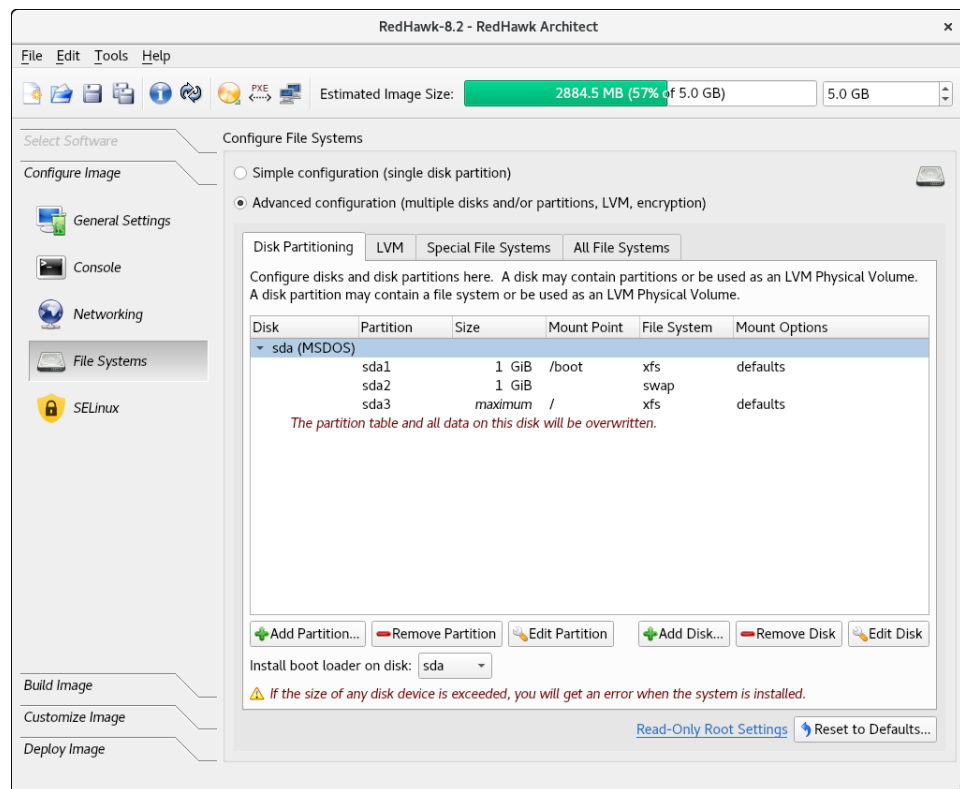 RedHawk-8.2 - RedHawk Architect ×
File Edit Tools Help
PXE Estimated Image Size: 2884.5 MB (57% of 5.0 GB) 5.0 GB
Select Software
Configure Image
General Settings
Console
Networking
File Systems
SELinux
Build Image
Customize Image
Deploy Image
Configure File Systems
Simple configuration (single disk partition)
Advanced configuration (multiple disks and/or partitions, LVM, encryption)
Disk Partitioning LVM Special File Systems All File Systems
Configure disks and disk partitions here. A disk may contain partitions or be used as an LVM Physical Volume.
A disk partition may contain a file system or be used as an LVM Physical Volume.
Disk Partition Size Mount Point File System Mount Options
sda (MSDOS)
sda1 1 GiB /boot xfs defaults
sda2 1 GiB swap
sda3 maximum / xfs defaults
The partition table and all data on this disk will be overwritten.
Add Partition... Remove Partition Edit Partition Add Disk... Remove Disk Edit Disk
Install boot loader on disk: sda
If the size of any disk device is exceeded, you will get an error when the system is installed.
Read-Only Root Settings Reset to Defaults...